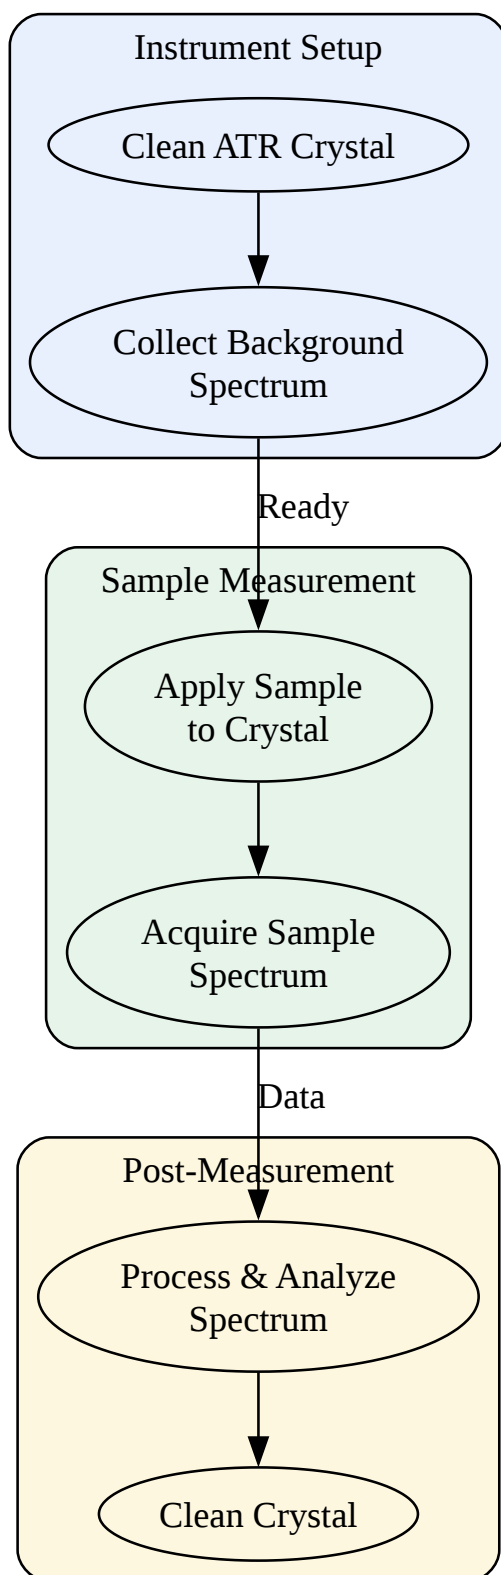 Instrument Setup
Clean ATR Crystal
Collect Background
Spectrum
Ready
Sample Measurement
Apply Sample
to Crystal
Acquire Sample
Spectrum
Data
Post-Measurement
Process & Analyze
Spectrum
Clean Crystal